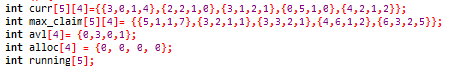 int curr[5][4]={{3,0,1,4},{2,2,1,0},{3,1,2,1},{0,5,1,0},{4,2,1,2}};
int max_claim[5][4]= {{5,1,1,7},{3,2,1,1},{3,3,2,1},{4,6,1,2},{6,3,2,5}};
int avl[4]= {0,3,0,1};
int alloc[4] = {0, 0, 0, 0};
int running[5];